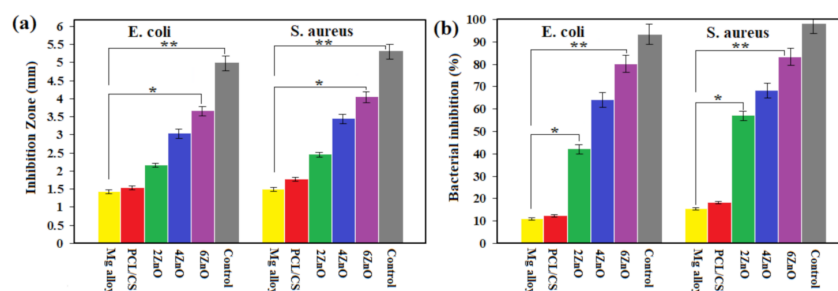 (a)
E. coli
S. aureus
**
**
*
*
Inhibition Zone (mm)
6
5.5
5
4.5
4
3.5
3
2.5
2
1.5
1
0.5
0
Mg alloy
PCL/CS
2ZnO
4ZnO
6ZnO
Control
Mg alloy
PCL/CS
2ZnO
4ZnO
6ZnO
Control
(b)
E. coli
S. aureus
**
**
*
*
Bacterial inhibition (%)
100
90
80
70
60
50
40
30
20
10
0
Mg alloy
PCL/CS
2ZnO
4ZnO
6ZnO
Control
Mg alloy
PCL/CS
2ZnO
4ZnO
6ZnO
Control